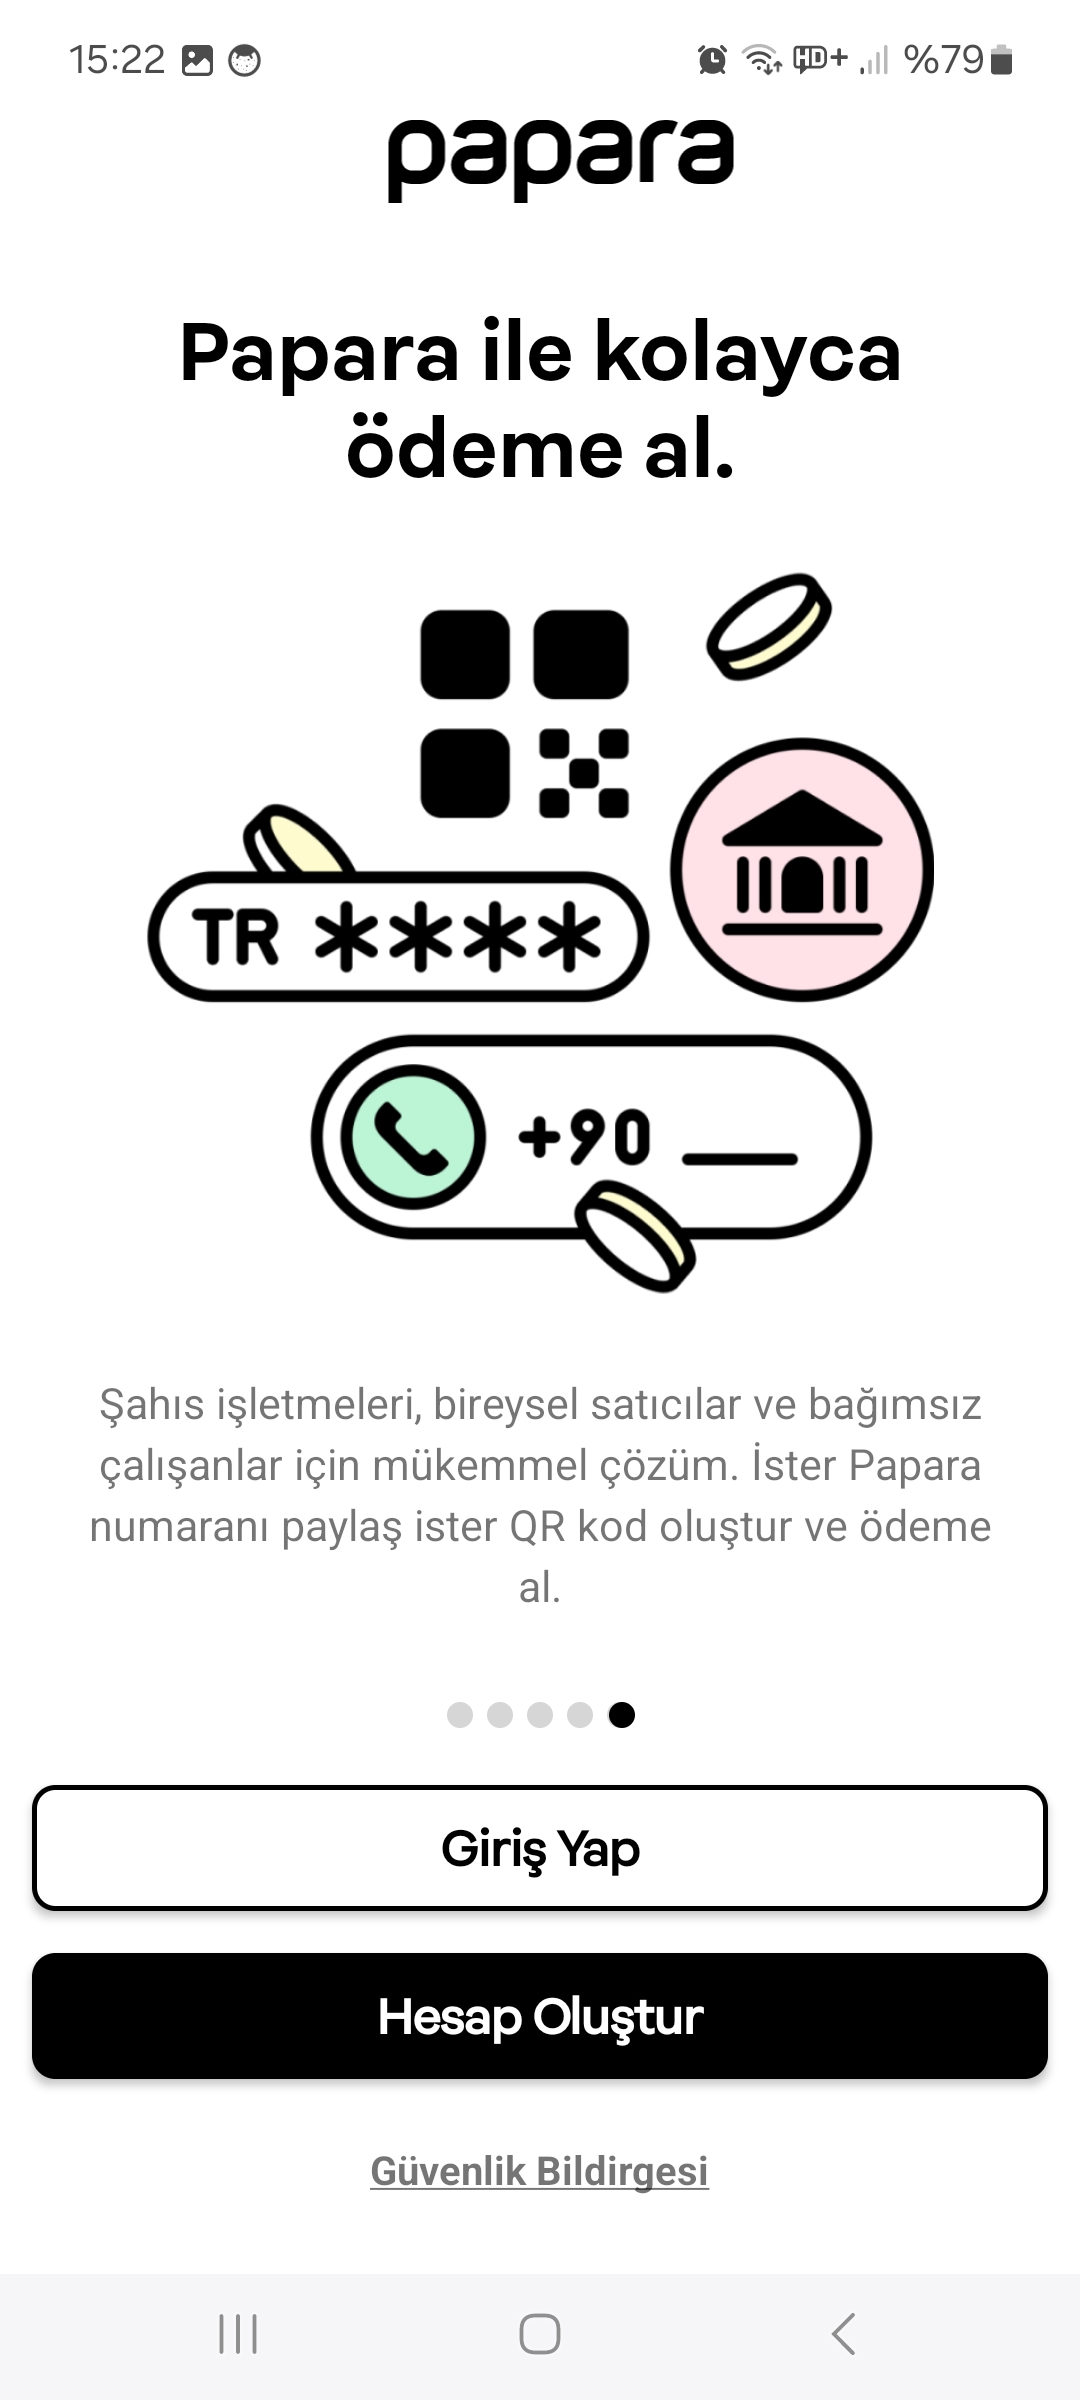 15:22
HD+ %79
papara
Papara ile kolayca
ödeme al.
TR ****
+90 __
Şahıs işletmeleri, bireysel satıcılar ve bağımsız
çalışanlar için mükemmel çözüm. İster Papara
numaranı paylaş ister QR kod oluştur ve ödeme
al.
Giriş Yap
Hesap Oluştur
Güvenlik Bildirgesi